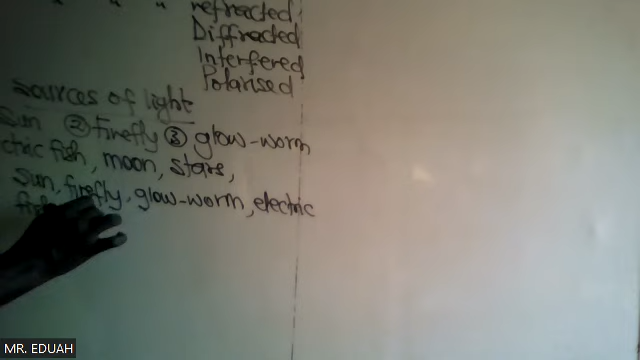 " " " refracted,
Diffracted
Interfered
Polarised
Sources of light
Sun ② Firefly ③ glow-worm
ctric fish, moon, stars,
Sun, firefly, glow-worm, electric
MR. EDUAH